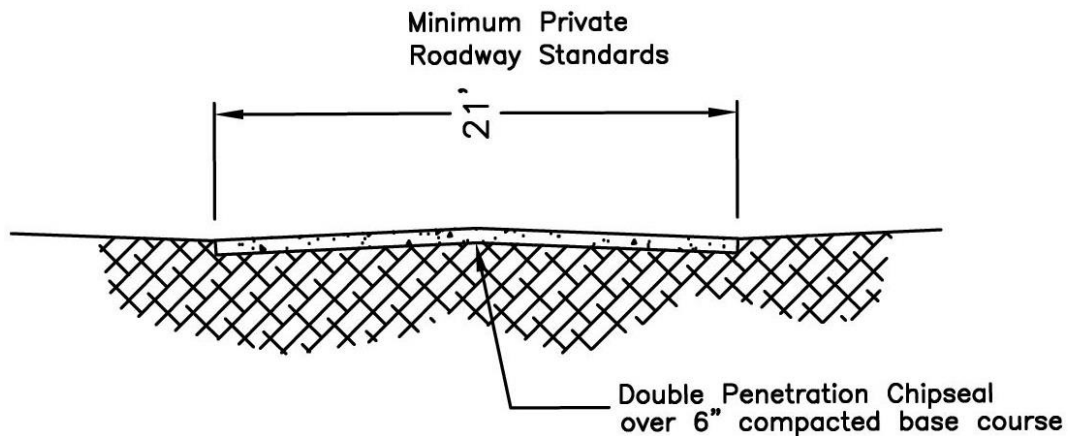 Minimum Private
Roadway Standards
21'
Double Penetration Chipseal
over 6" compacted base course